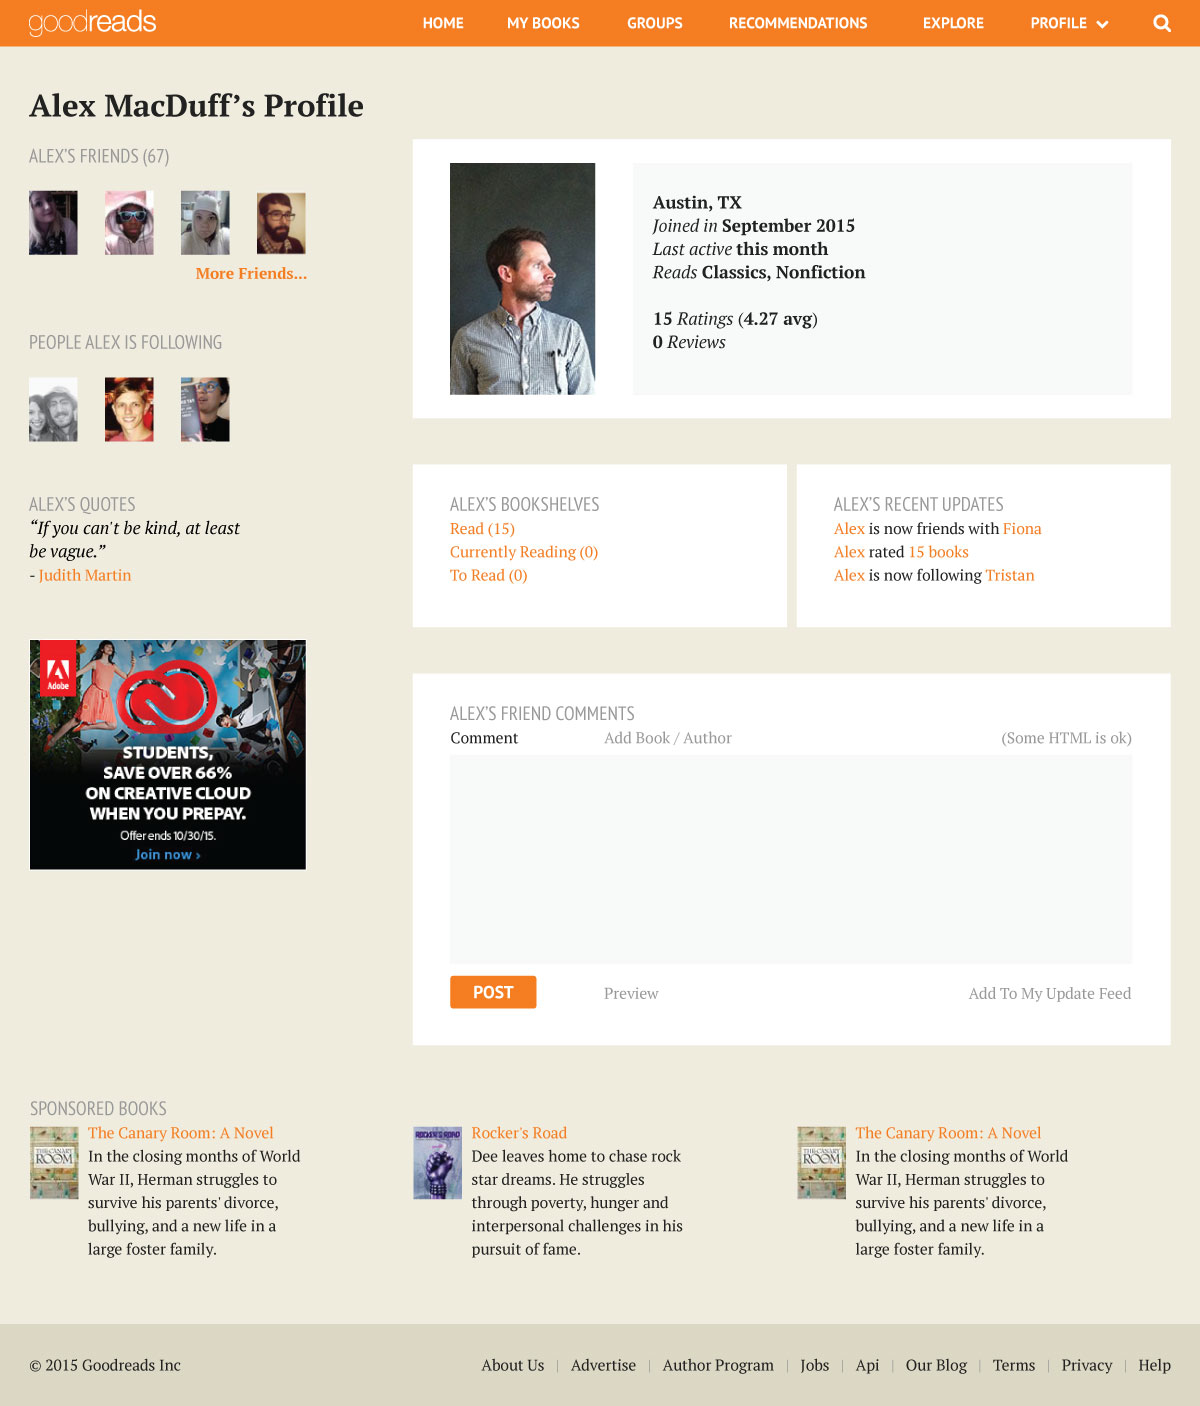 goodreads
HOME
MY BOOKS
GROUPS
RECOMMENDATIONS
EXPLORE
PROFILE
Alex MacDuff’s Profile
ALEX’S FRIENDS (67)
More Friends...
PEOPLE ALEX IS FOLLOWING
ALEX’S QUOTES
“If you can't be kind, at least
be vague.”
- Judith Martin
Adobe
STUDENTS,
SAVE OVER 66%
ON CREATIVE CLOUD
WHEN YOU PREPAY.
Offer ends 10/30/15.
Join now ›
Austin, TX
Joined in September 2015
Last active this month
Reads Classics, Nonfiction
15 Ratings (4.27 avg)
0 Reviews
ALEX’S BOOKSHELVES
Read (15)
Currently Reading (0)
To Read (0)
ALEX’S RECENT UPDATES
Alex is now friends with Fiona
Alex rated 15 books
Alex is now following Tristan
ALEX’S FRIEND COMMENTS
Comment
Add Book / Author
(Some HTML is ok)
POST
Preview
Add To My Update Feed
SPONSORED BOOKS
THE CANARY
ROOM
The Canary Room: A Novel
In the closing months of World
War II, Herman struggles to
survive his parents' divorce,
bullying, and a new life in a
large foster family.
ROCKER'S ROAD
Rocker's Road
Dee leaves home to chase rock
star dreams. He struggles
through poverty, hunger and
interpersonal challenges in his
pursuit of fame.
THE CANARY
ROOM
The Canary Room: A Novel
In the closing months of World
War II, Herman struggles to
survive his parents' divorce,
bullying, and a new life in a
large foster family.
© 2015 Goodreads Inc
About Us | Advertise | Author Program | Jobs | Api | Our Blog | Terms | Privacy | Help